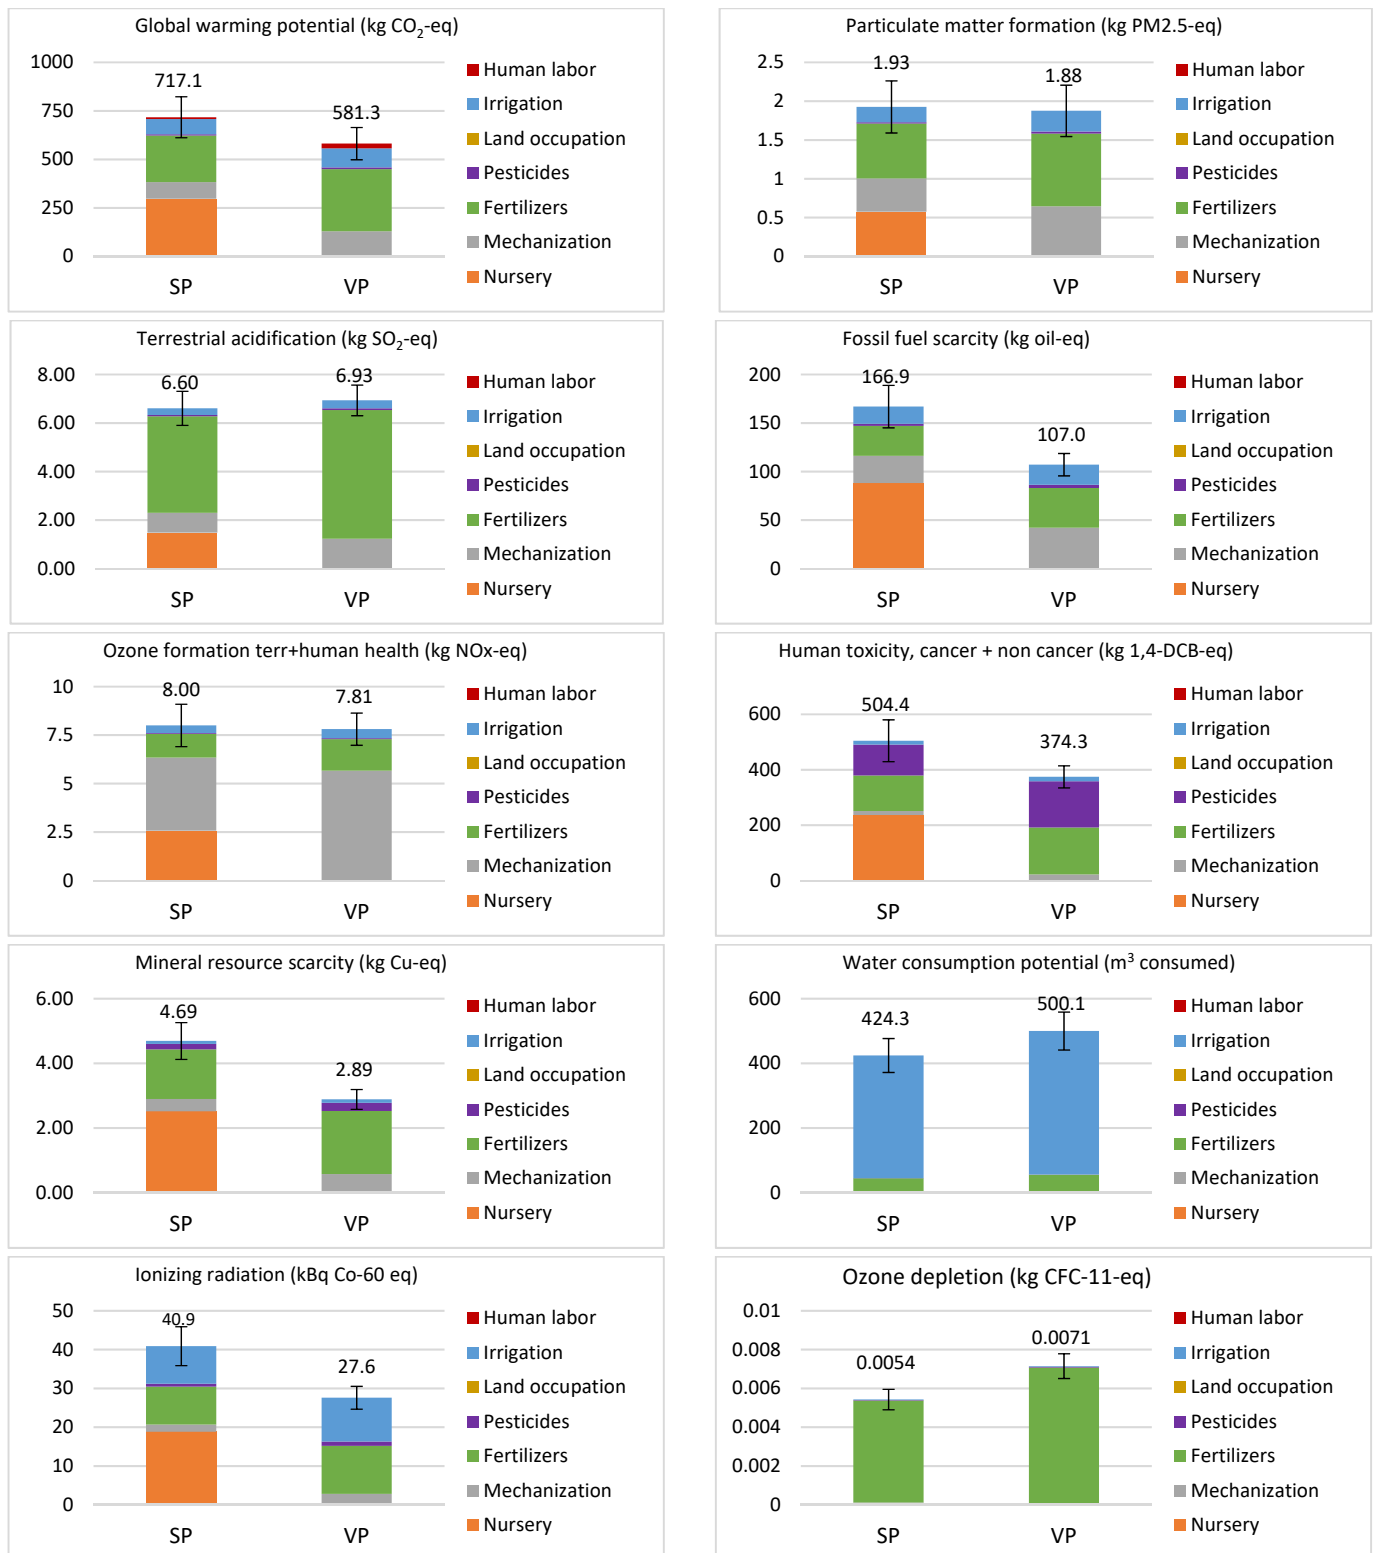 Global warming potential (kg CO₂-eq)
1000
750
500
250
0
717.1
581.3
SP
VP
Human labor
Irrigation
Land occupation
Pesticides
Fertilizers
Mechanization
Nursery
Particulate matter formation (kg PM2.5-eq)
2.5
2
1.5
1
0.5
0
1.93
1.88
SP
VP
Human labor
Irrigation
Land occupation
Pesticides
Fertilizers
Mechanization
Nursery
Terrestrial acidification (kg SO₂-eq)
8.00
6.00
4.00
2.00
0.00
6.60
6.93
SP
VP
Human labor
Irrigation
Land occupation
Pesticides
Fertilizers
Mechanization
Nursery
Fossil fuel scarcity (kg oil-eq)
200
150
100
50
0
166.9
107.0
SP
VP
Human labor
Irrigation
Land occupation
Pesticides
Fertilizers
Mechanization
Nursery
Ozone formation terr+human health (kg NOx-eq)
10
7.5
5
2.5
0
8.00
7.81
SP
VP
Human labor
Irrigation
Land occupation
Pesticides
Fertilizers
Mechanization
Nursery
Human toxicity, cancer + non cancer (kg 1,4-DCB-eq)
600
400
200
0
504.4
374.3
SP
VP
Human labor
Irrigation
Land occupation
Pesticides
Fertilizers
Mechanization
Nursery
Mineral resource scarcity (kg Cu-eq)
6.00
4.00
2.00
0.00
4.69
2.89
SP
VP
Human labor
Irrigation
Land occupation
Pesticides
Fertilizers
Mechanization
Nursery
Water consumption potential (m³ consumed)
600
400
200
0
424.3
500.1
SP
VP
Human labor
Irrigation
Land occupation
Pesticides
Fertilizers
Mechanization
Nursery
Ionizing radiation (kBq Co-60 eq)
50
40
30
20
10
0
40.9
27.6
SP
VP
Human labor
Irrigation
Land occupation
Pesticides
Fertilizers
Mechanization
Nursery
Ozone depletion (kg CFC-11-eq)
0.01
0.008
0.006
0.004
0.002
0
0.0054
0.0071
SP
VP
Human labor
Irrigation
Land occupation
Pesticides
Fertilizers
Mechanization
Nursery